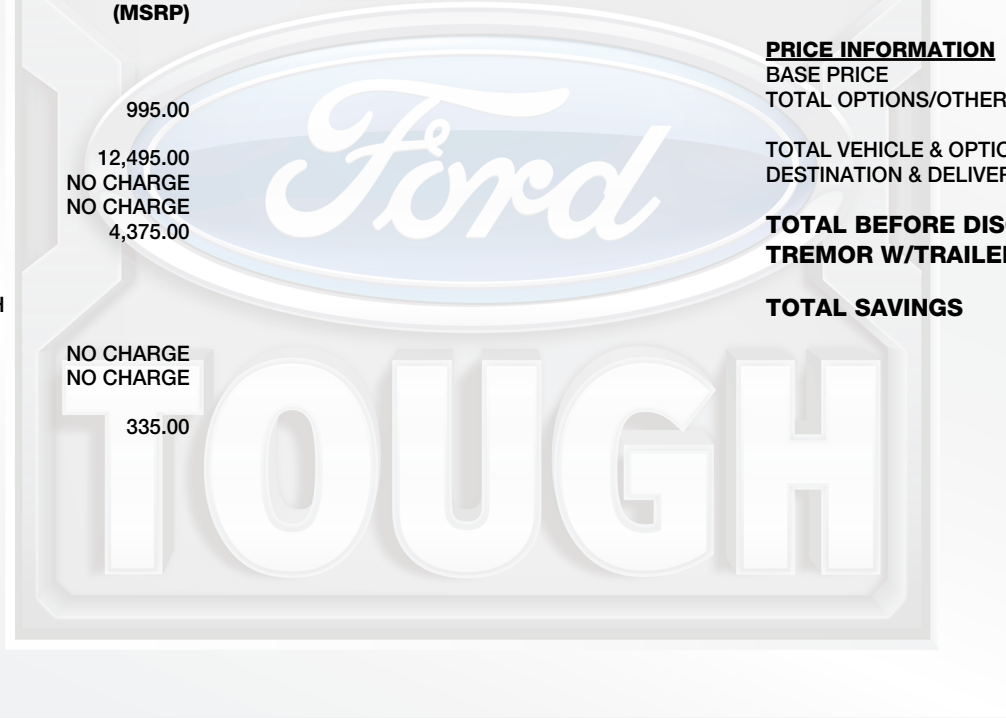 (MSRP)
995.00
12,495.00
NO CHARGE
NO CHARGE
4,375.00
NO CHARGE
NO CHARGE
335.00
PRICE INFORMATION
BASE PRICE
TOTAL OPTIONS/OTHER
TOTAL VEHICLE & OPTIO
DESTINATION & DELIVER
TOTAL BEFORE DIS
TREMOR W/TRAILE
TOTAL SAVINGS
Ford
TOUGH